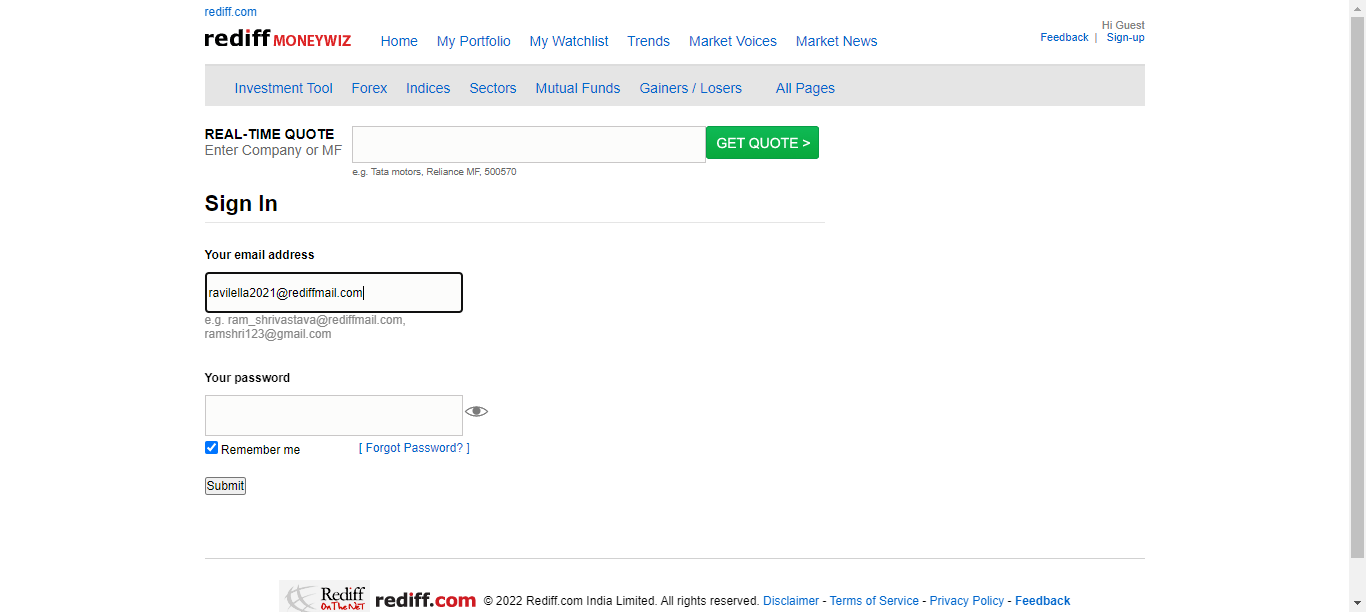 rediff.com
Hi Guest
rediff MONEYWIZ Home My Portfolio My Watchlist Trends Market Voices Market News Feedback | Sign-up
Investment Tool Forex Indices Sectors Mutual Funds Gainers / Losers All Pages
REAL-TIME QUOTE
Enter Company or MF
GET QUOTE >
e.g. Tata motors, Reliance MF, 500570
Sign In
Your email address
ravilella2021@rediffmail.com
e.g. ram_shrivastava@rediffmail.com,
ramshri123@gmail.com
Your password
Remember me [ Forgot Password? ]
Submit
Rediff
On The NeT
rediff.com © 2022 Rediff.com India Limited. All rights reserved. Disclaimer - Terms of Service - Privacy Policy - Feedback